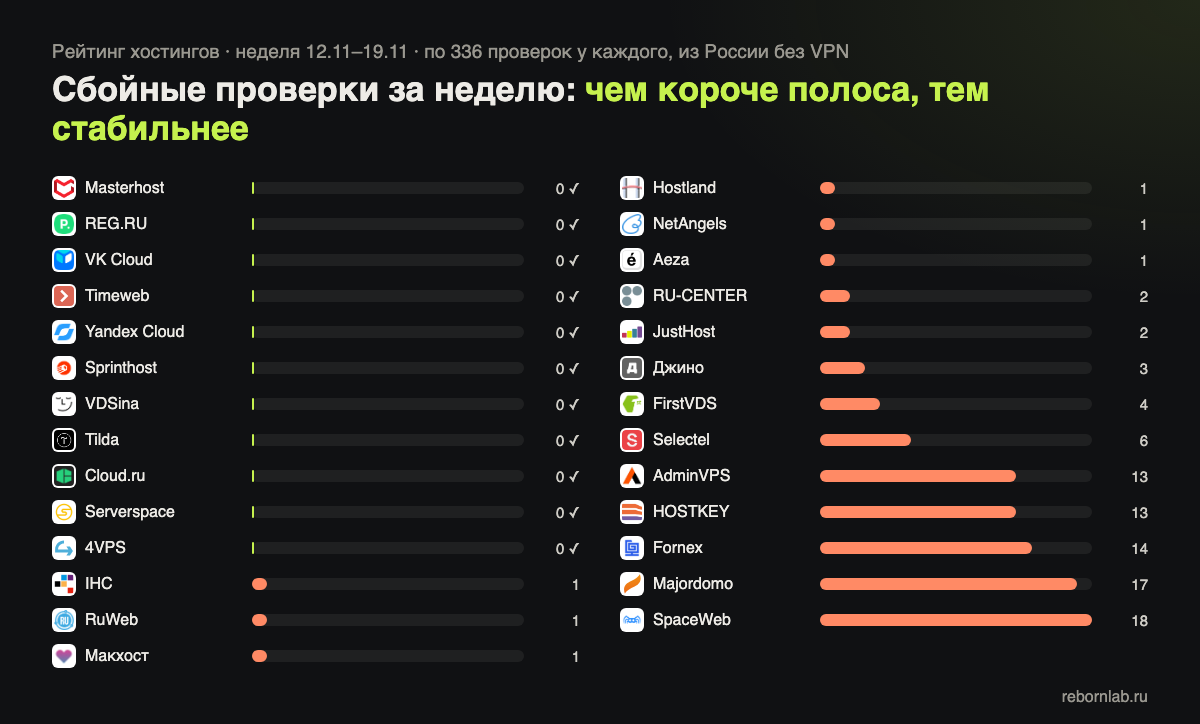 Рейтинг хостингов · неделя 12.11–19.11 · по 336 проверок у каждого, из России без VPN
Сбойные проверки за неделю: чем короче полоса, тем
стабильнее
Masterhost 0 ✓
REG.RU 0 ✓
VK Cloud 0 ✓
Timeweb 0 ✓
Yandex Cloud 0 ✓
Sprinthost 0 ✓
VDSina 0 ✓
Tilda 0 ✓
Cloud.ru 0 ✓
Serverspace 0 ✓
4VPS 0 ✓
IHC 1
RuWeb 1
Макхост 1
Hostland 1
NetAngels 1
Aeza 1
RU-CENTER 2
JustHost 2
Джино 3
FirstVDS 4
Selectel 6
AdminVPS 13
HOSTKEY 13
Fornex 14
Majordomo 17
SpaceWeb 18
rebornlab.ru